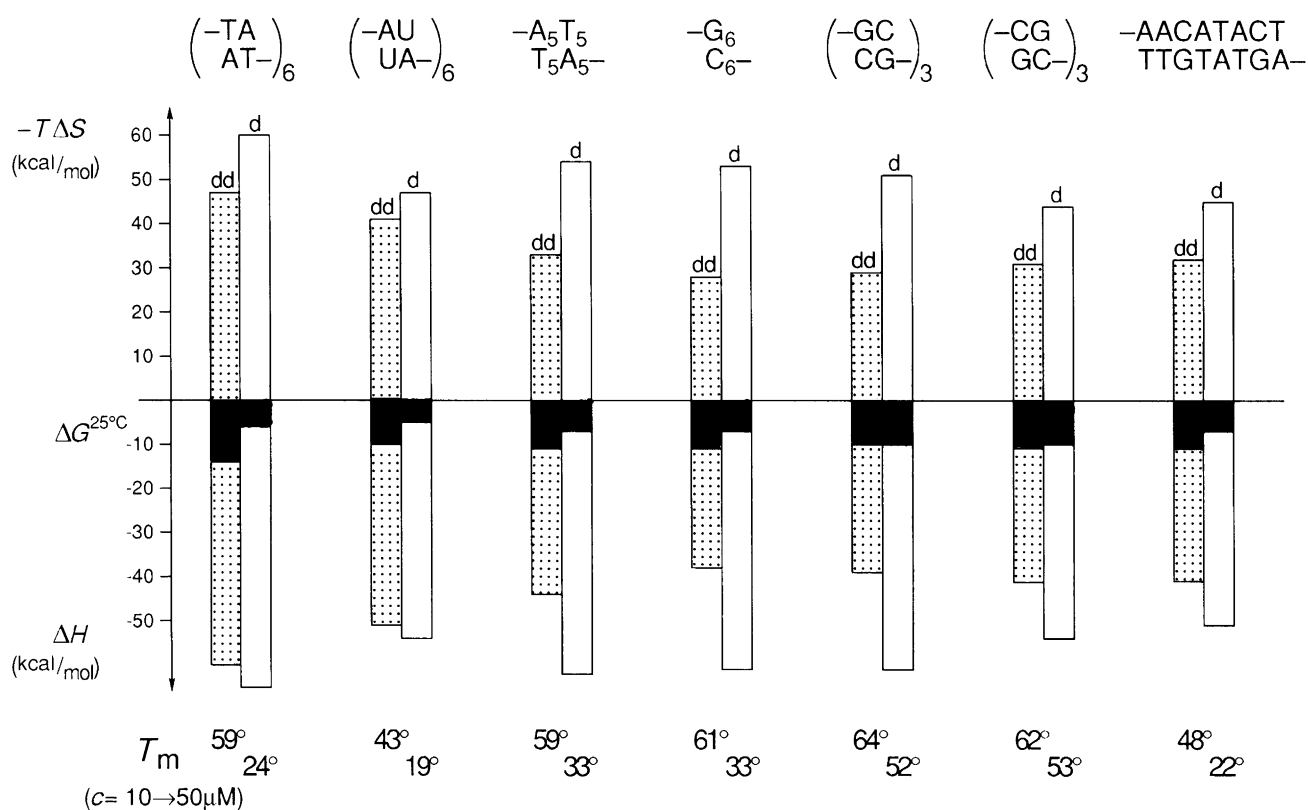 (–TA (–AU –A5T5 –G6 (–GC (–CG –AACATACT
AT–)6 UA–)6 T5A5– C6– CG–)3 GC–)3 TTGTATGA–
–TΔS
(kcal/mol)
60
50
40
30
20
10
dd d dd d dd d dd d dd d dd d dd d
ΔG25°C
-10
-20
-30
-40
-50
ΔH
(kcal/mol)
Tm
59° 43° 59° 61° 64° 62° 48°
24° 19° 33° 33° 52° 53° 22°
(c= 10→50µM)